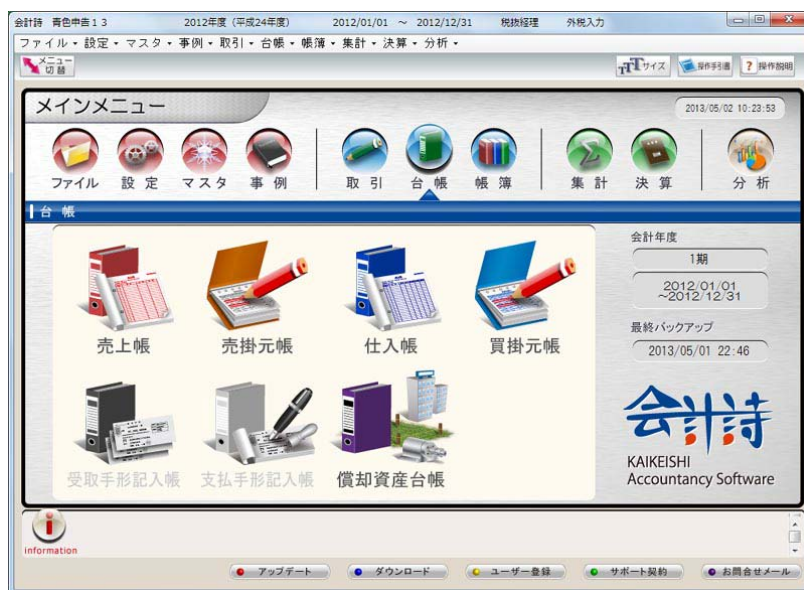 会計詩 青色申告13 2012年度（平成24年度） 2012/01/01 ～ 2012/12/31 税抜経理 外税入力
ファイル・設定・マスタ・事例・取引・台帳・帳簿・集計・決算・分析・
メニュー切替 TTTサイズ 操作手引書 ? 操作説明
メインメニュー 2013/05/02 10:23:53
ファイル 設定 マスタ 事例 取引 台帳 帳簿 集計 決算 分析
台帳
会計年度
1期
2012/01/01
～2012/12/31
売上帳 売掛元帳 仕入帳 買掛元帳
最終バックアップ
2013/05/01 22:46
会計詩
KAIKEISHI
Accountancy Software
受取手形記入帳 支払手形記入帳 償却資産台帳
information
アップデート ダウンロード ユーザー登録 サポート契約 お問合せメール